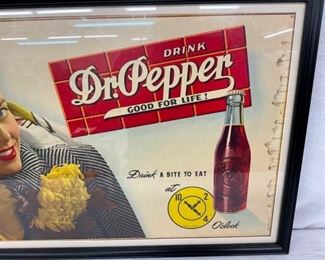 DRINK
Dr. Pepper
GOOD FOR LIFE!
Drink A BITE TO EAT
at
10 2
4
O'clock